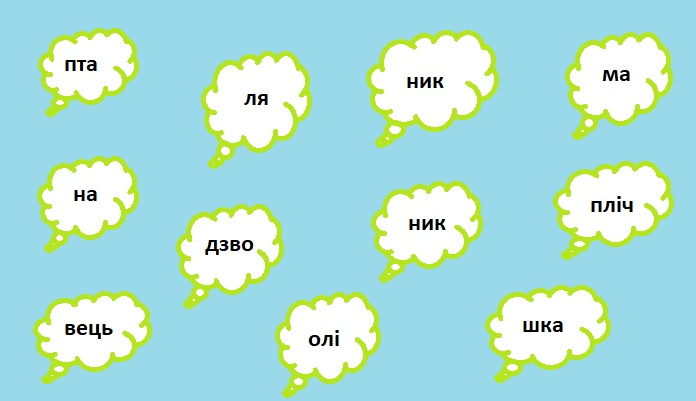 пта
ля
ник
ма
на
дзво
ник
пліч
вець
олі
шка